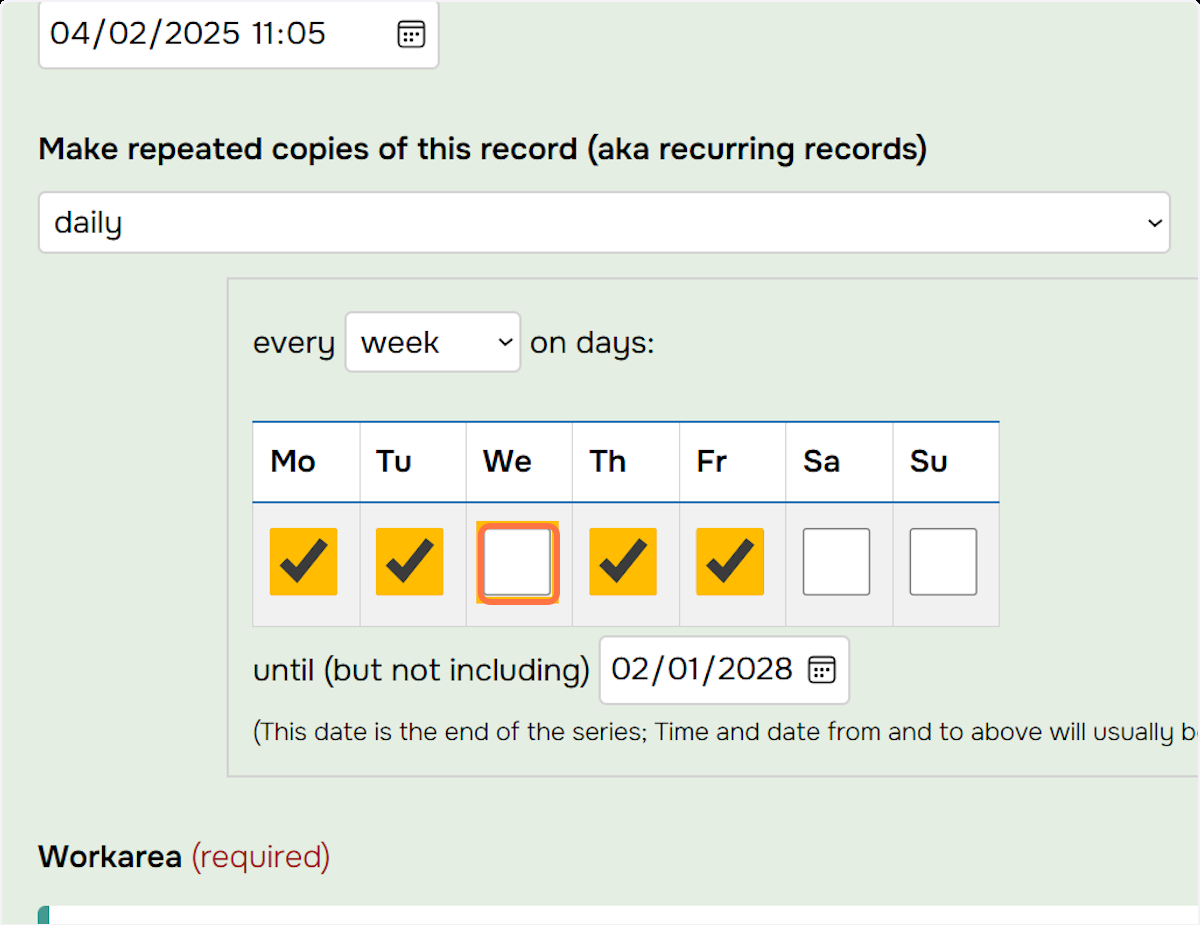 04/02/2025 11:05
Make repeated copies of this record (aka recurring records)
daily
every week on days:
Mo Tu We Th Fr Sa Su
until (but not including) 02/01/2028
(This date is the end of the series; Time and date from and to above will usually b
Workarea (required)